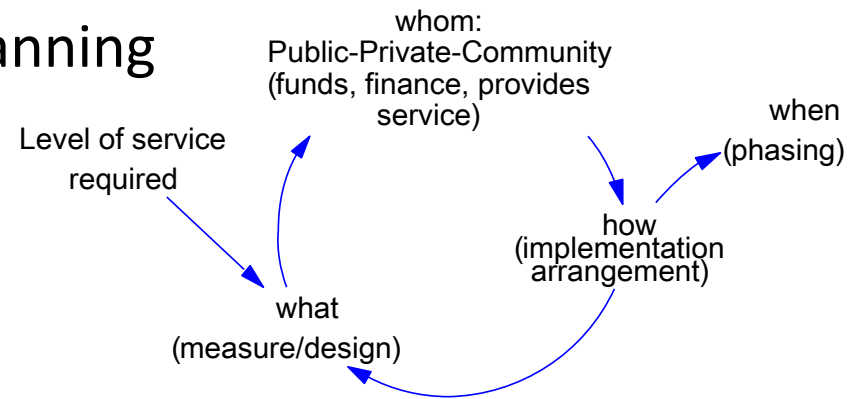 anning
whom:
Public-Private-Community
(funds, finance, provides
service)
when
(phasing)
Level of service
required
how
(implementation
arrangement)
what
(measure/design)